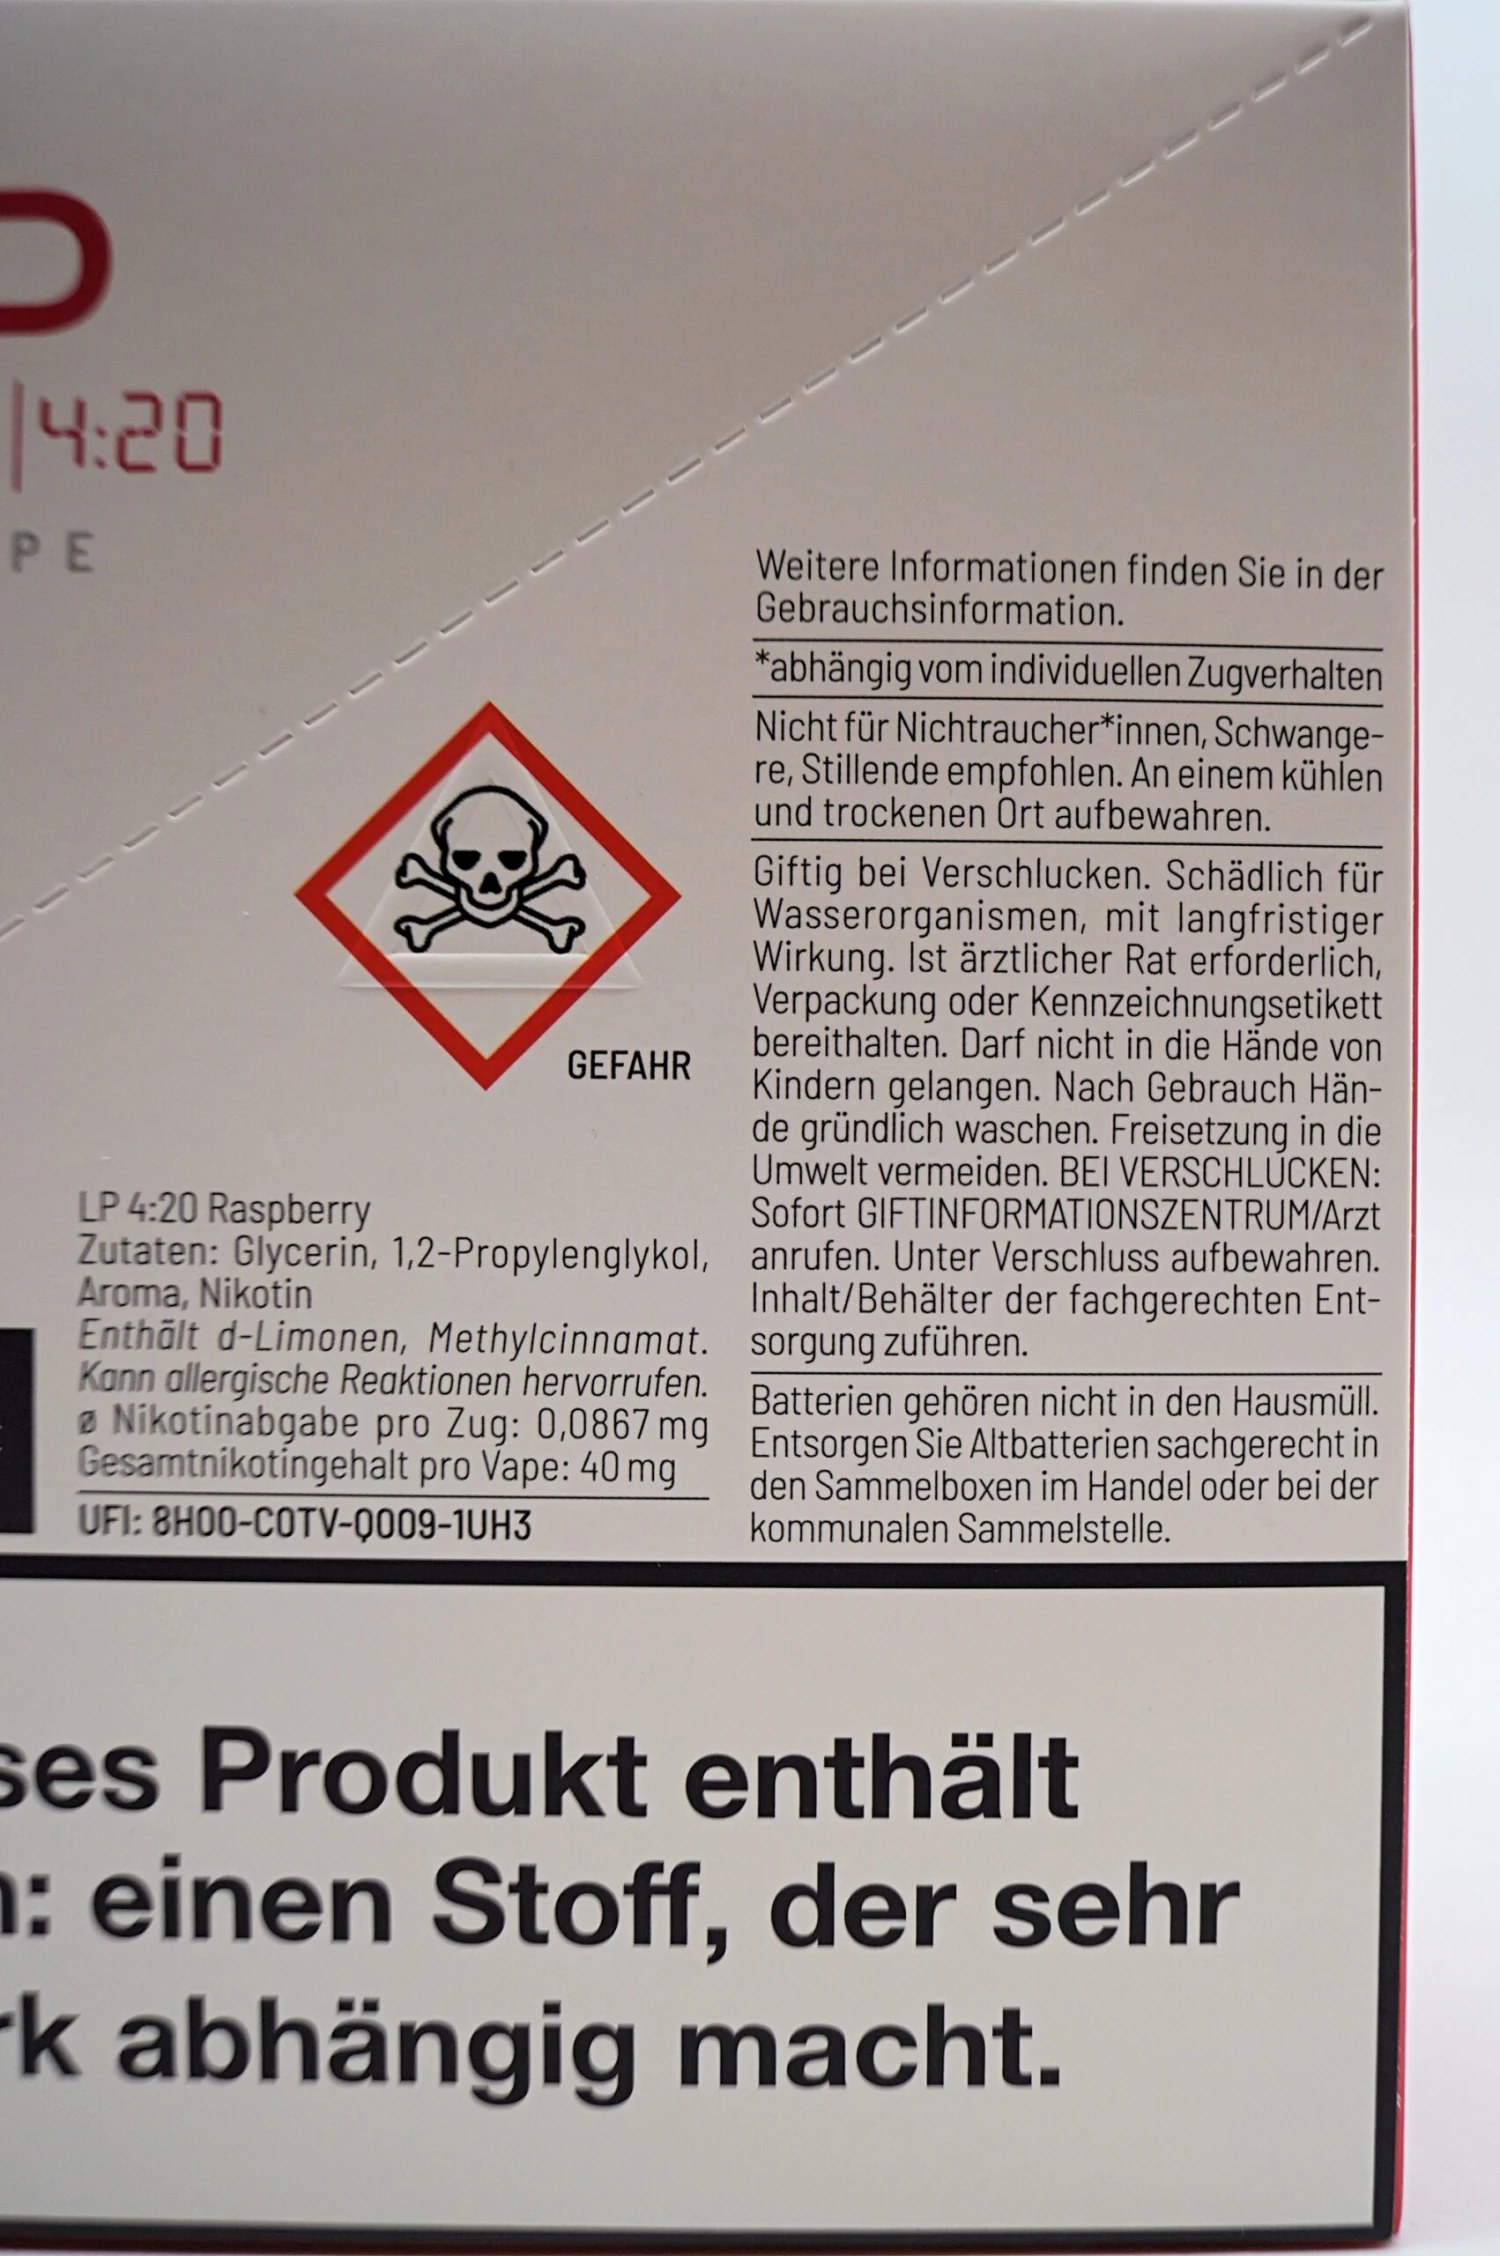 4:20
PE
Weitere Informationen finden Sie in der
Gebrauchsinformation.
*abhängig vom individuellen Zugverhalten
Nicht für Nichtraucher*innen, Schwange-
re, Stillende empfohlen. An einem kühlen
und trockenen Ort aufbewahren.
Giftig bei Verschlucken. Schädlich für
Wasserorganismen, mit langfristiger
Wirkung. Ist ärztlicher Rat erforderlich,
Verpackung oder Kennzeichnungsetikett
bereithalten. Darf nicht in die Hände von
Kindern gelangen. Nach Gebrauch Hän-
de gründlich waschen. Freisetzung in die
Umwelt vermeiden. BEI VERSCHLUCKEN:
Sofort GIFTINFORMATIONSZENTRUM/Arzt
anrufen. Unter Verschluss aufbewahren.
Inhalt/Behälter der fachgerechten Ent-
sorgung zuführen.
Batterien gehören nicht in den Hausmüll.
Entsorgen Sie Altbatterien sachgerecht in
den Sammelboxen im Handel oder bei der
kommunalen Sammelstelle.
GEFAHR
LP 4:20 Raspberry
Zutaten: Glycerin, 1,2-Propylenglykol,
Aroma, Nikotin
Enthält d-Limonen, Methylcinnamat.
Kann allergische Reaktionen hervorrufen.
ø Nikotinabgabe pro Zug: 0,0867 mg
Gesamtnikotingehalt pro Vape: 40 mg
UFI: 8H00-C0TV-Q009-1UH3
ses Produkt enthält
n: einen Stoff, der sehr
rk abhängig macht.